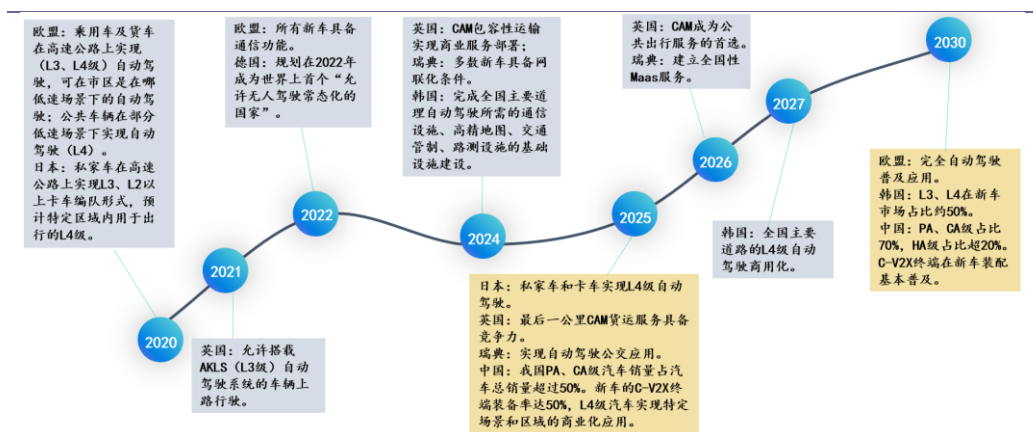 欧盟：乘用车及货车
在高速公路上实现
（L3、L4级）自动驾
驶，可在市区是在哪
低速场景下的自动驾
驶；公共车辆在部分
低速场景下实现自动
驾驶（L4）。
日本：私家车在高速
公路上实现L3、L2以
上卡车编队形式，预
计特定区域内用于出
行的L4级。
2020
2021
英国：允许搭载
AKLS（L3级）自动
驾驶系统的车辆上
路行驶。
欧盟：所有新车具备
通信功能。
德国：规划在2022年
成为世界上首个“允
许无人驾驶常态化的
国家”。
2022
英国：CAM包容性运输
实现商业服务部署；
瑞典：多数新车具备网
联化条件。
韩国：完成全国主要道
理自动驾驶所需的通信
设施、高精地图、交通
管制、路测设施的基础
设施建设。
2024
2025
日本：私家车和卡车实现L4级自动
驾驶。
英国：最后一公里CAM货运服务具备
竞争力。
瑞典：实现自动驾驶公交应用。
中国：我国PA、CA级汽车销量占汽
车总销量超过50%。新车的C-V2X终
端装备率达50%，L4级汽车实现特定
场景和区域的商业化应用。
英国：CAM成为公
共出行服务的首选。
瑞典：建立全国性
Maas服务。
2026
2027
韩国：全国主要
道路的L4级自动
驾驶商用化。
2030
欧盟：完全自动驾驶
普及应用。
韩国：L3、L4在新车
市场占比约50%。
中国：PA、CA级占比
70%，HA级占比超20%。
C-V2X终端在新车装配
基本普及。